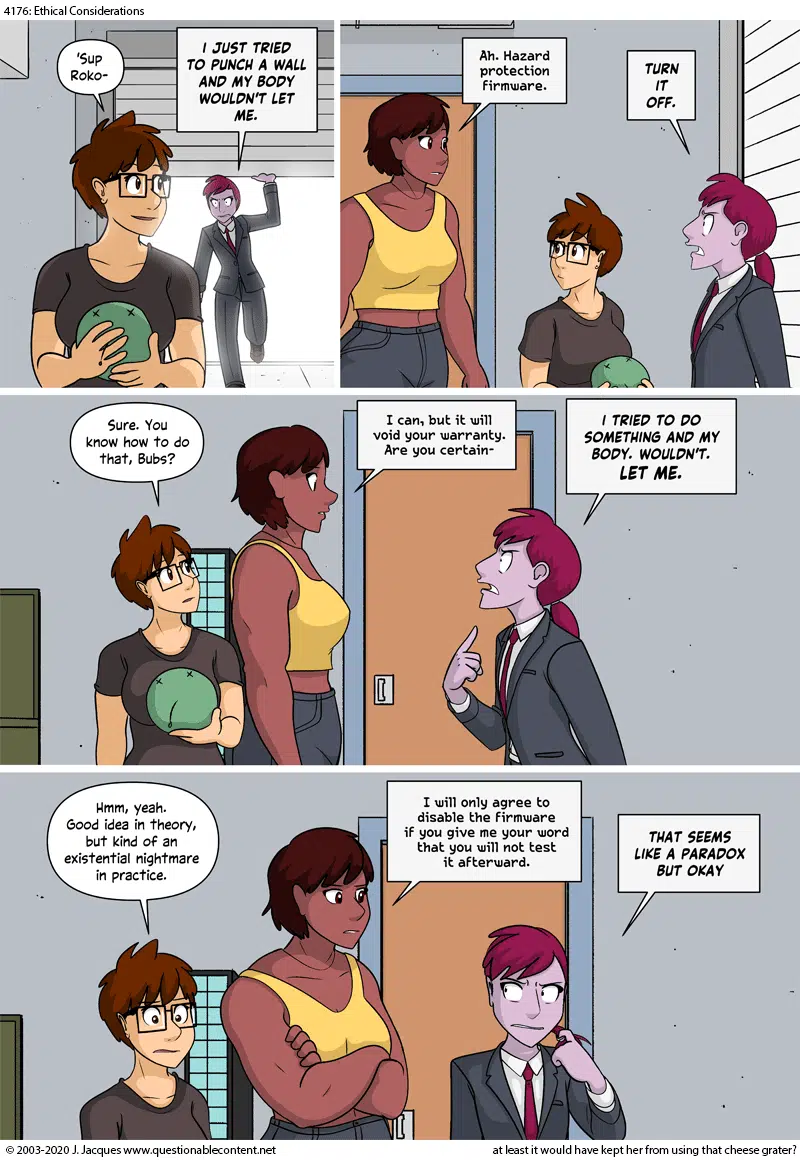 4176: Ethical Considerations
'Sup
Roko-
I JUST TRIED
TO PUNCH A WALL
AND MY BODY
WOULDN'T LET
ME.
Ah. Hazard
protection
firmware.
TURN
IT
OFF.
Sure. You
know how to do
that, Bubs?
I can, but it will
void your warranty.
Are you certain-
I TRIED TO DO
SOMETHING AND MY
BODY. WOULDN'T.
LET ME.
Hmm, yeah.
Good idea in theory,
but kind of an
existential nightmare
in practice.
I will only agree to
disable the firmware
if you give me your word
that you will not test
it afterward.
THAT SEEMS
LIKE A PARADOX
BUT OKAY
© 2003-2020 J. Jacques www.questionablecontent.net
at least it would have kept her from using that cheese grater?